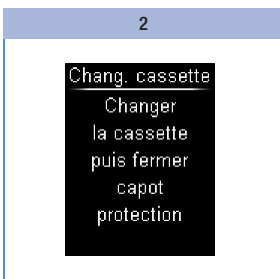 2
Chang. cassette
Changer
la cassette
puis fermer
capot
protection